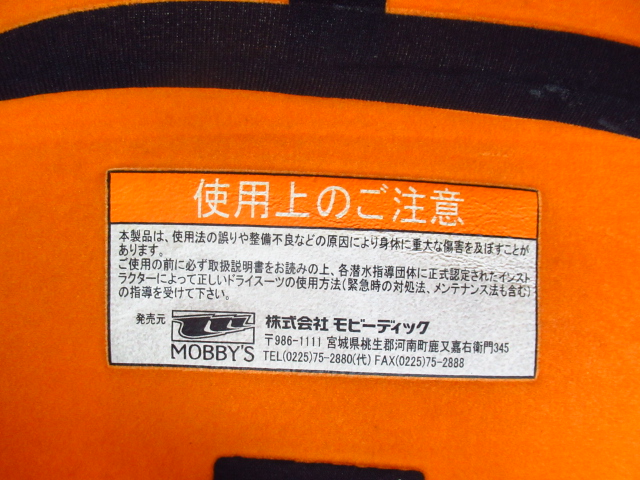 使用上のご注意
本製品は、使用法の誤りや整備不良などの原因により身体に重大な傷害を及ぼすことが
あります。
ご使用の前に必ず取扱説明書をお読みの上、各潜水指導団体に正式認定されたインスト
ラクターによって正しいドライスーツの使用方法(緊急時の対処法、メンテナンス法も含む)
の指導を受けて下さい。
発売元 MOBBY'S 株式会社 モビーディック
〒986-1111 宮城県桃生郡河南町鹿又嘉右衛門345
TEL(0225)75-2880(代) FAX(0225)75-2888